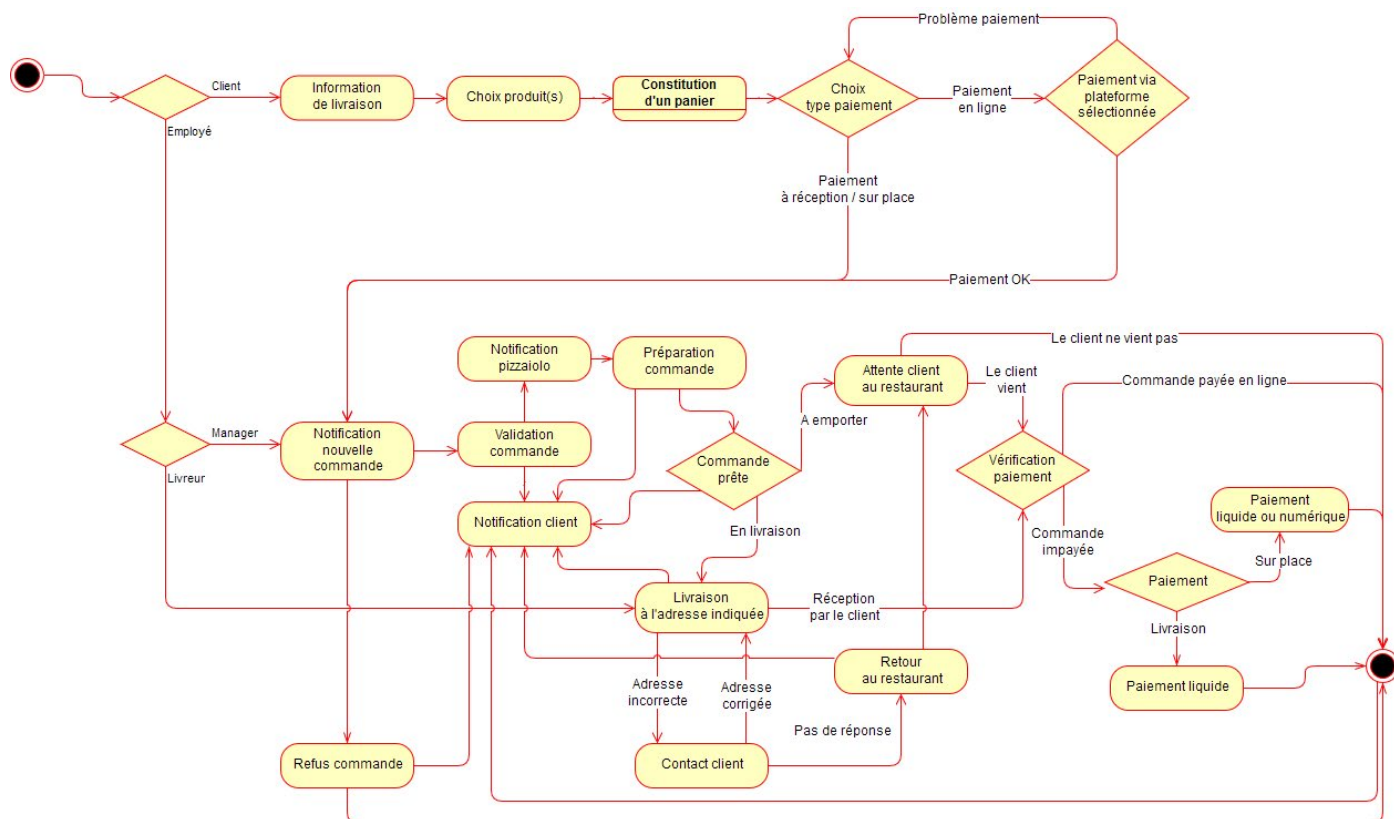 Problème paiement
Client
Information
de livraison
Choix produit(s)
Constitution
d'un panier
Choix
type paiement
Paiement
en ligne
Paiement via
plateforme
sélectionnée
Employé
Paiement
à réception / sur place
Paiement OK
Notification
pizzaiolo
Préparation
commande
Attente client
au restaurant
Le client ne vient pas
Le client
vient
Commande payée en ligne
A emporter
Manager
Notification
nouvelle
commande
Validation
commande
Commande
prête
Vérification
paiement
Livreur
Notification client
En livraison
Commande
impayée
Paiement
liquide ou numérique
Sur place
Paiement
Livraison
à l'adresse indiquée
Réception
par le client
Livraison
Retour
au restaurant
Paiement liquide
Adresse
incorrecte
Adresse
corrigée
Pas de réponse
Refus commande
Contact client